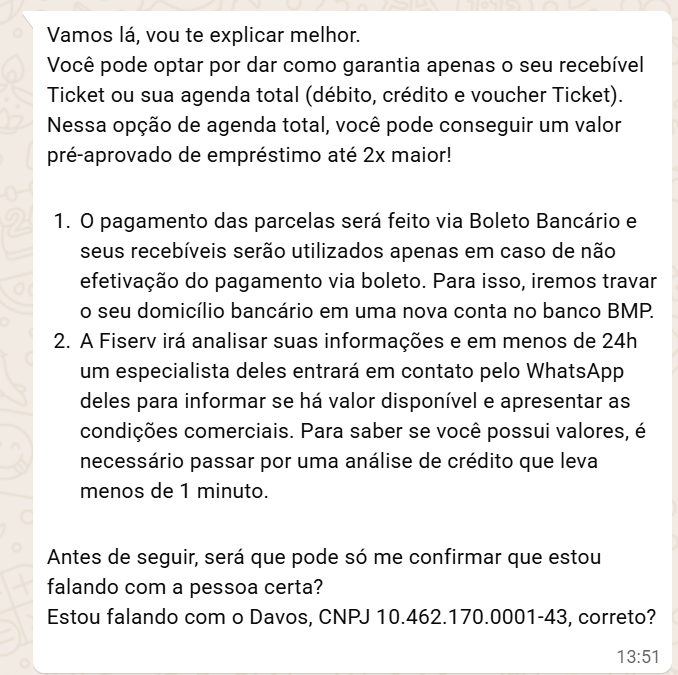 Vamos lá, vou te explicar melhor.
Você pode optar por dar como garantia apenas o seu recebível
Ticket ou sua agenda total (débito, crédito e voucher Ticket).
Nessa opção de agenda total, você pode conseguir um valor
pré-aprovado de empréstimo até 2x maior!
1. O pagamento das parcelas será feito via Boleto Bancário e
seus recebíveis serão utilizados apenas em caso de não
efetivação do pagamento via boleto. Para isso, iremos travar
o seu domicílio bancário em uma nova conta no banco BMP.
2. A Fiserv irá analisar suas informações e em menos de 24h
um especialista deles entrará em contato pelo WhatsApp
deles para informar se há valor disponível e apresentar as
condições comerciais. Para saber se você possui valores, é
necessário passar por uma análise de crédito que leva
menos de 1 minuto.
Antes de seguir, será que pode só me confirmar que estou
falando com a pessoa certa?
Estou falando com o Davos, CNPJ 10.462.170.0001-43, correto?
13:51